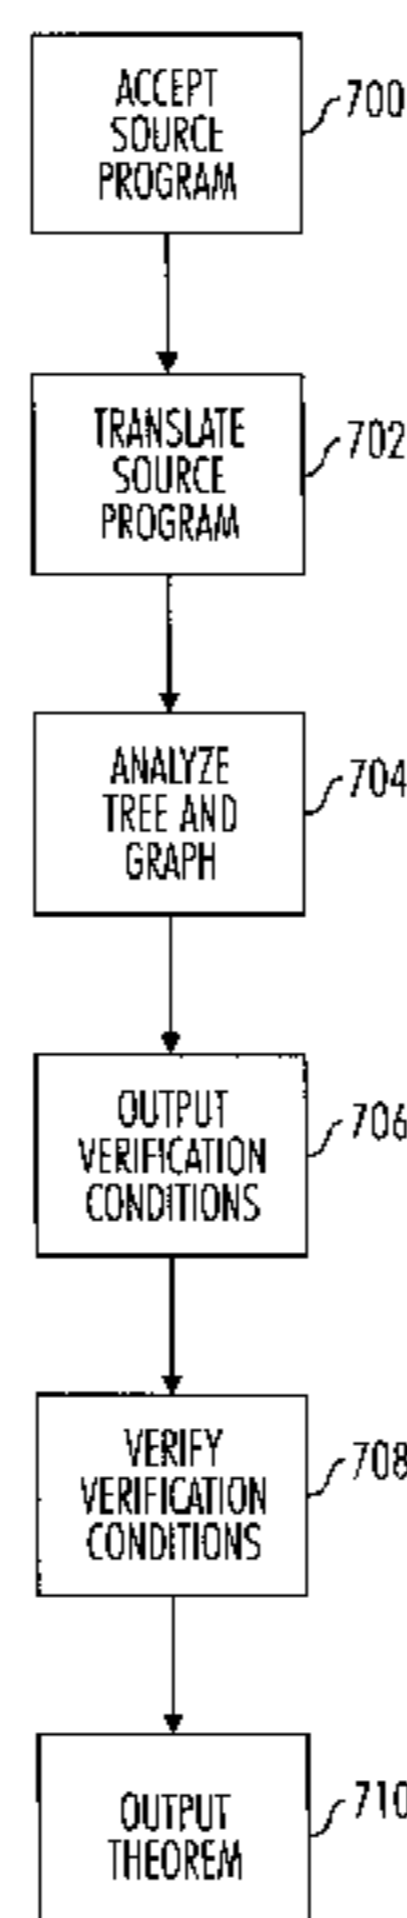 ACCEPT
SOURCE
PROGRAM
700
TRANSLATE
SOURCE
PROGRAM
702
ANALYZE
TREE AND
GRAPH
704
OUTPUT
VERIFICATION
CONDITIONS
706
VERIFY
VERIFICATION
CONDITIONS
708
OUTPUT
THEOREM
710